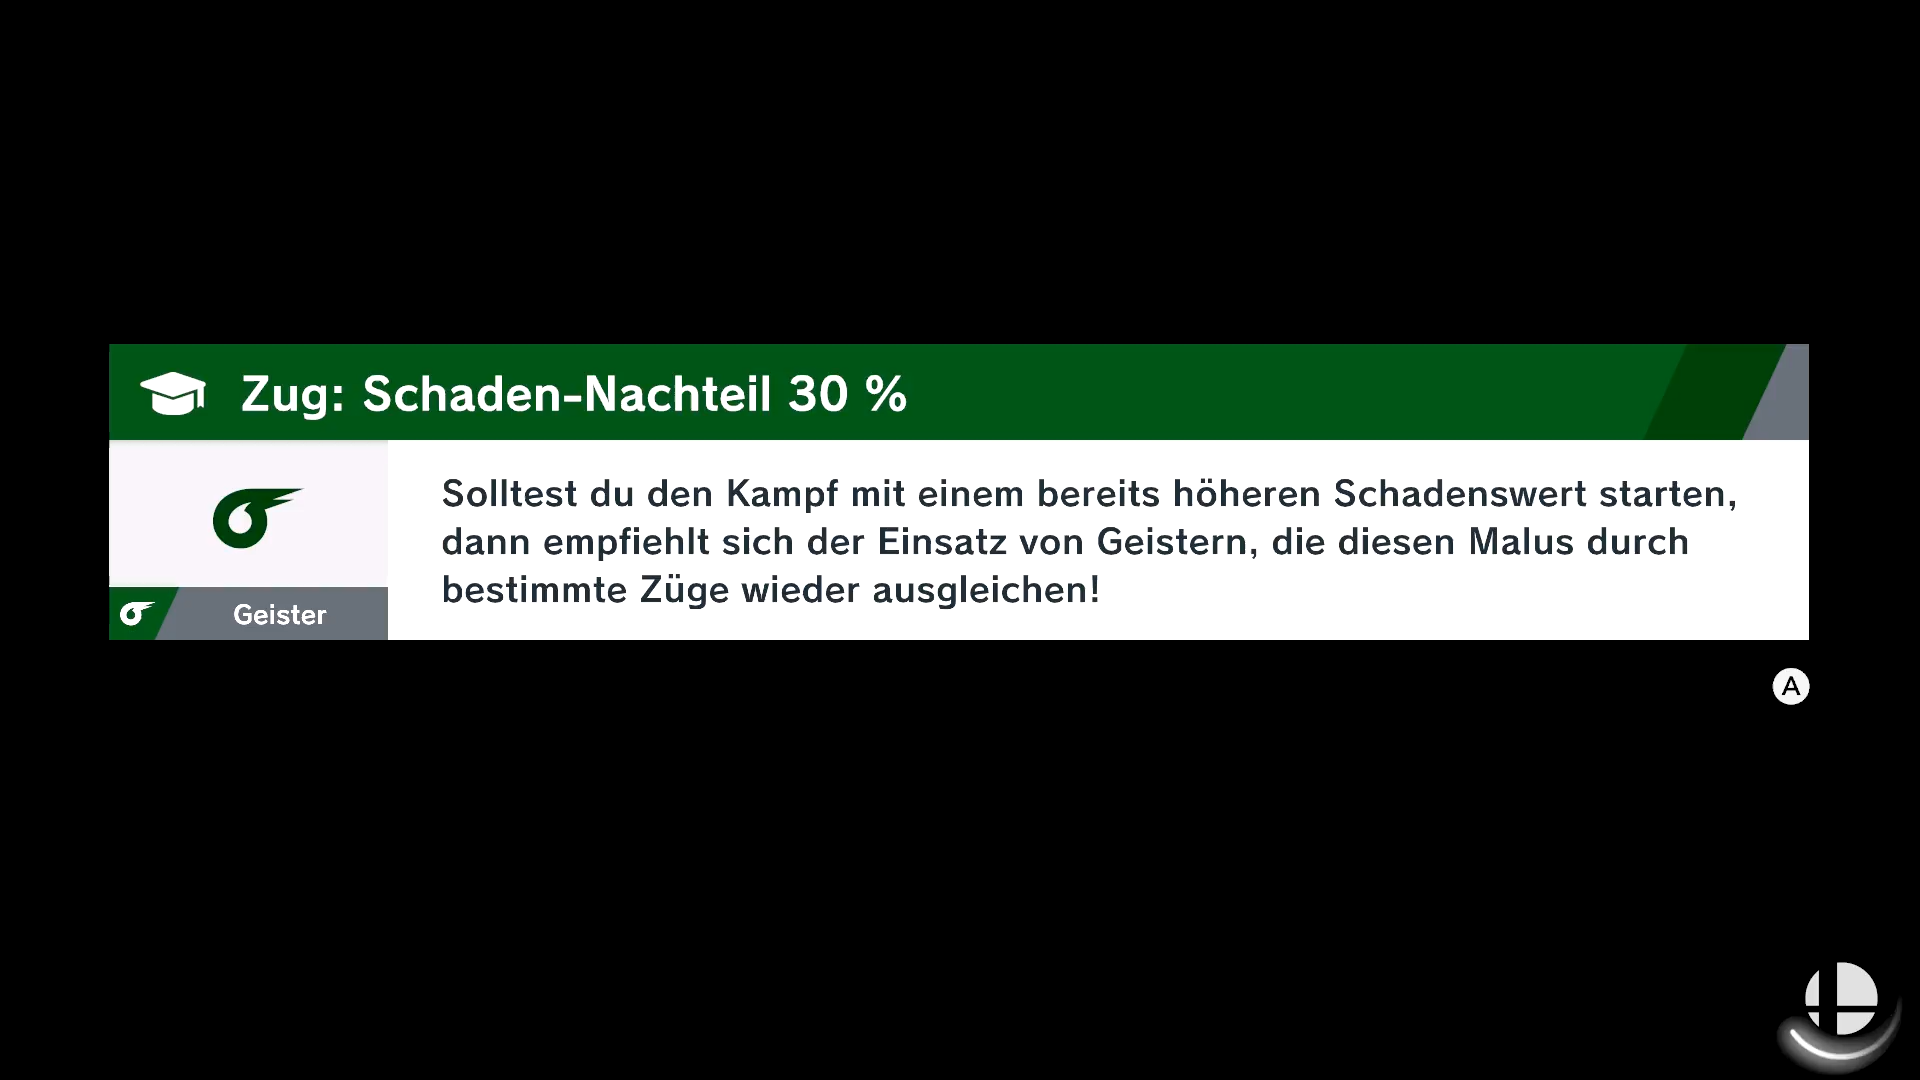 Zug: Schaden-Nachteil 30 %
Solltest du den Kampf mit einem bereits höheren Schadenswert starten,
dann empfiehlt sich der Einsatz von Geistern, die diesen Malus durch
bestimmte Züge wieder ausgleichen!
Geister
A